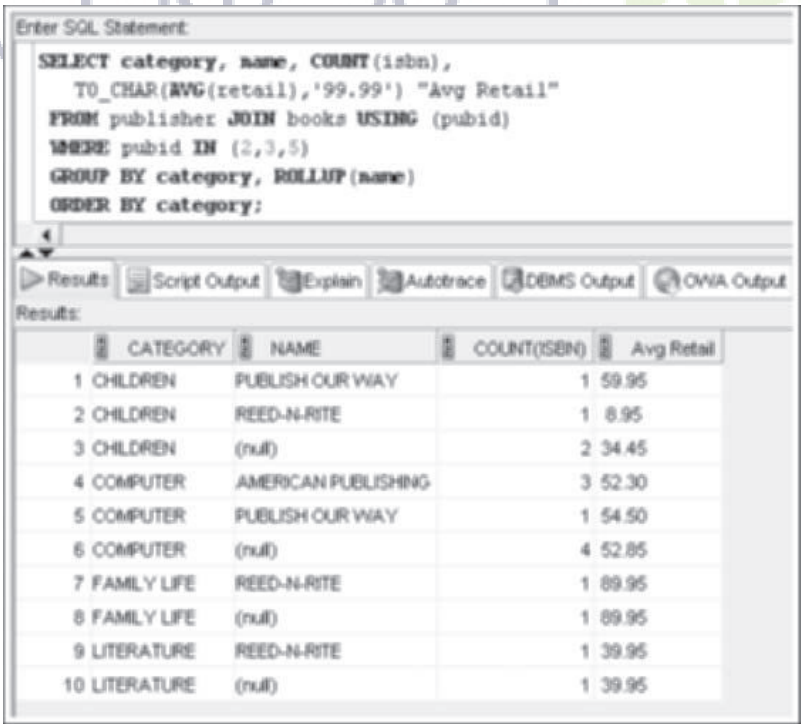 Enter SQL Statement:
SELECT category, name, COUNT(isbn),
TO_CHAR(AVG(retail),'99.99') "Avg Retail"
FROM publisher JOIN books USING (pubid)
WHERE pubid IN (2,3,5)
GROUP BY category, ROLLUP(name)
ORDER BY category;
Results Script Output Explain Autotrace DBMS Output OWA Output
Results:
CATEGORY NAME COUNT(ISBN) Avg Retail
1 CHILDREN PUBLISH OUR WAY 1 59.95
2 CHILDREN REED-N-RITE 1 8.95
3 CHILDREN (null) 2 34.45
4 COMPUTER AMERICAN PUBLISHING 3 52.30
5 COMPUTER PUBLISH OUR WAY 1 54.50
6 COMPUTER (null) 4 52.85
7 FAMILY LIFE REED-N-RITE 1 89.95
8 FAMILY LIFE (null) 1 89.95
9 LITERATURE REED-N-RITE 1 39.95
10 LITERATURE (null) 1 39.95